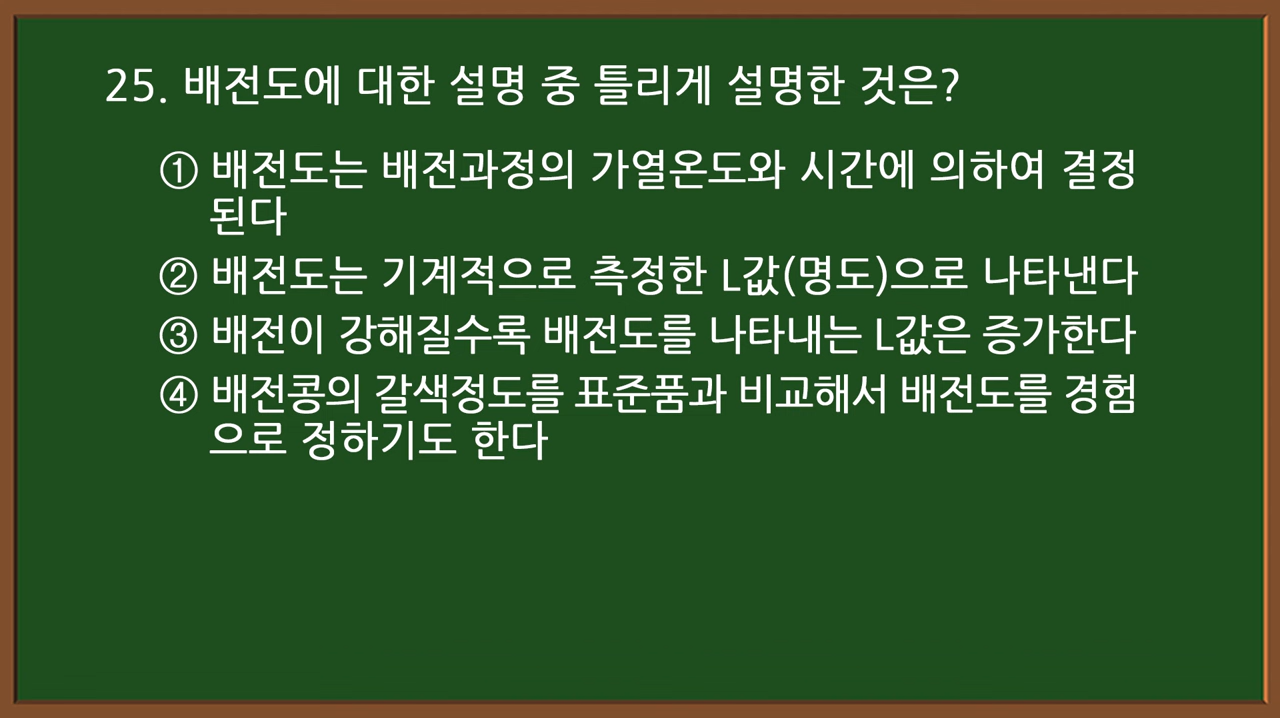 25. 배전도에 대한 설명 중 틀리게 설명한 것은?
① 배전도는 배전과정의 가열온도와 시간에 의하여 결정
된다
② 배전도는 기계적으로 측정한 L값(명도)으로 나타낸다
③ 배전이 강해질수록 배전도를 나타내는 L값은 증가한다
④ 배전콩의 갈색정도를 표준품과 비교해서 배전도를 경험
으로 정하기도 한다